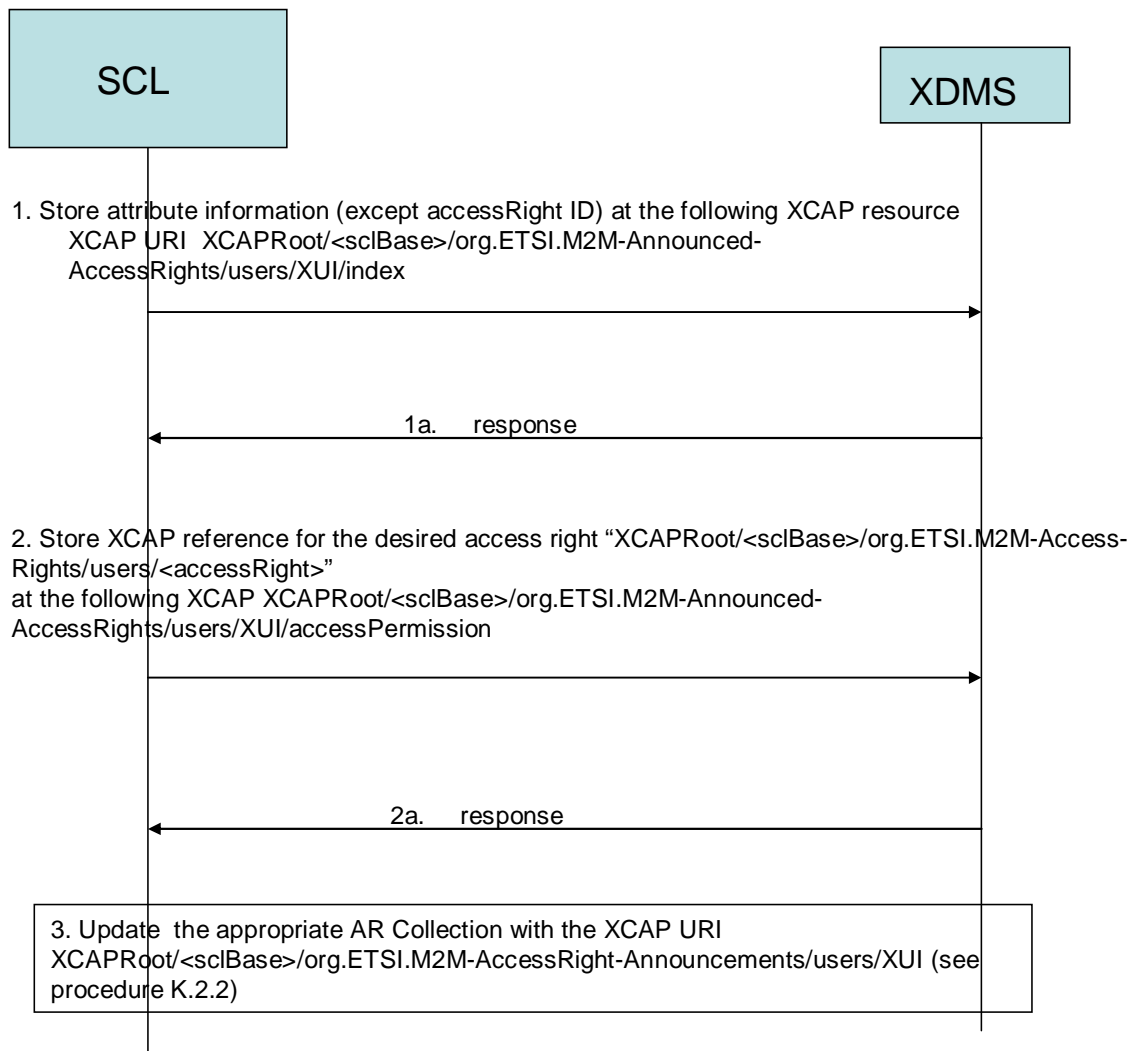 SCL
XDMS
1. Store attribute information (except accessRight ID) at the following XCAP resource
XCAP URI XCAPRoot/<sclBase>/org.ETSI.M2M-Announced-
AccessRights/users/XUI/index
1a. response
2. Store XCAP reference for the desired access right “XCAPRoot/<sclBase>/org.ETSI.M2M-Access-
Rights/users/<accessRight>”
at the following XCAP XCAPRoot/<sclBase>/org.ETSI.M2M-Announced-
AccessRights/users/XUI/accessPermission
2a. response
3. Update the appropriate AR Collection with the XCAP URI
XCAPRoot/<sclBase>/org.ETSI.M2M-AccessRight-Announcements/users/XUI (see
procedure K.2.2)